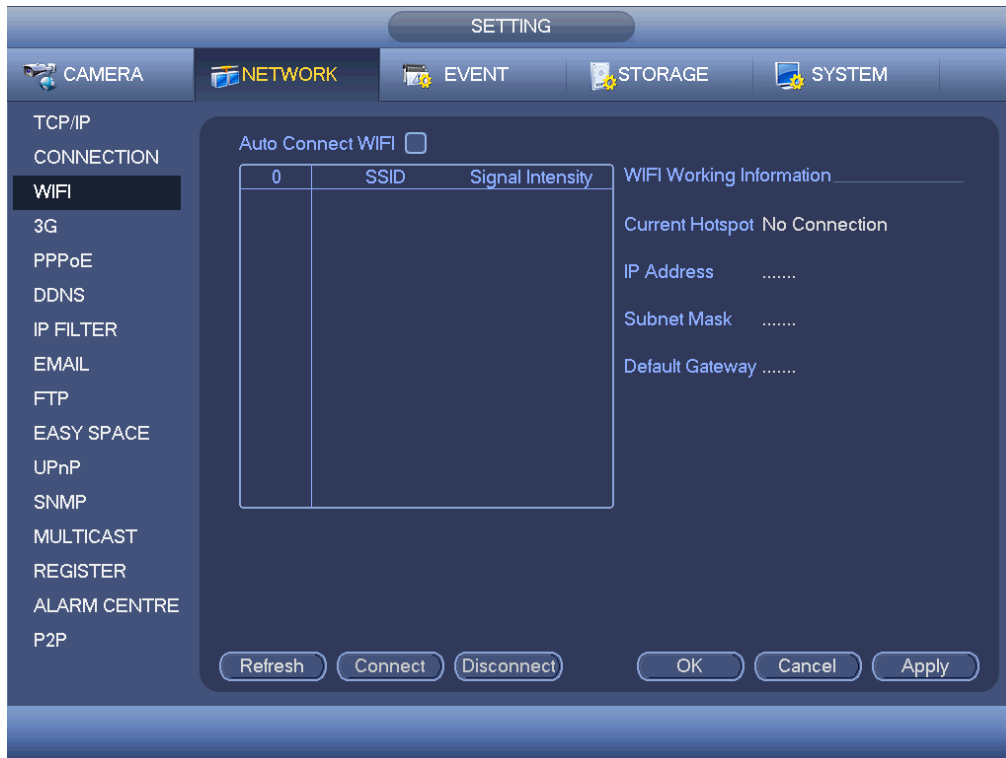 SETTING
CAMERA NETWORK EVENT STORAGE SYSTEM
TCP/IP
CONNECTION
WIFI
3G
PPPoE
DDNS
IP FILTER
EMAIL
FTP
EASY SPACE
UPnP
SNMP
MULTICAST
REGISTER
ALARM CENTRE
P2P
Auto Connect WIFI
0 SSID Signal Intensity
WIFI Working Information
Current Hotspot No Connection
IP Address .......
Subnet Mask .......
Default Gateway .......
Refresh Connect Disconnect OK Cancel Apply